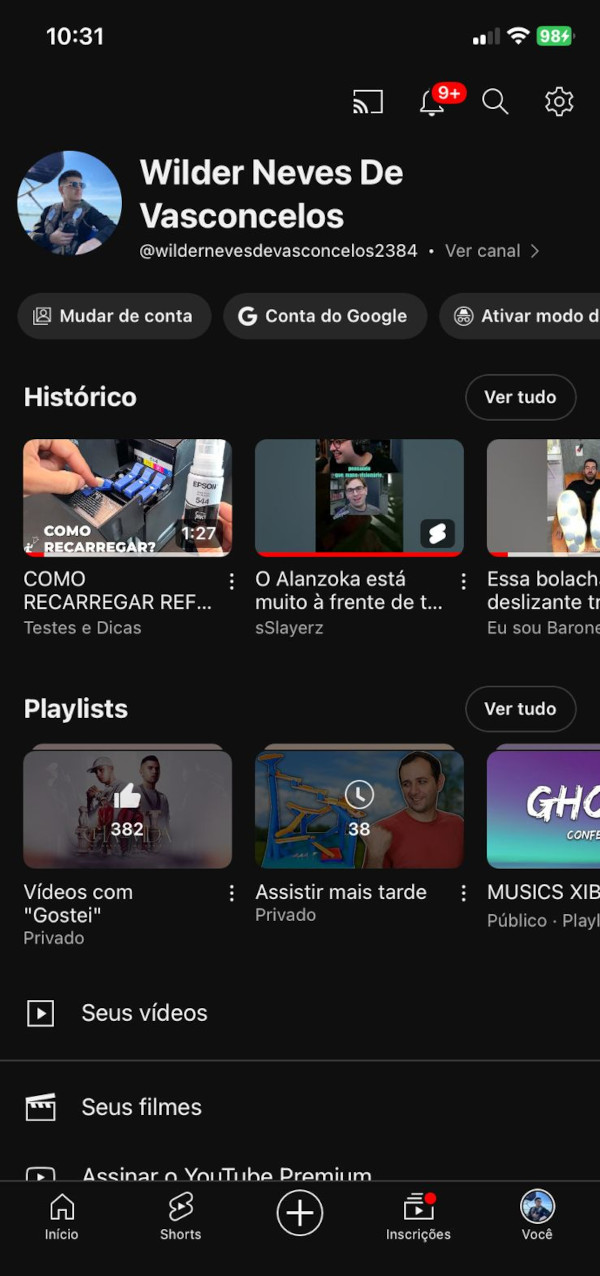 10:31
98
9+
Wilder Neves De
Vasconcelos
@wildernevesdevasconcelos2384 • Ver canal
Mudar de conta
Conta do Google
Ativar modo d
Histórico
Ver tudo
EPSON
544
COMO
RECARREGAR?
1:27
COMO
RECARREGAR REF...
Testes e Dicas
O Alanzoka está
muito à frente de t...
sSlayerz
Essa bolach
deslizante tr
Eu sou Barone
Playlists
Ver tudo
382
38
GHO
CONFE
Vídeos com
"Gostei"
Privado
Assistir mais tarde
Privado
MUSICS XIB
Público · Playl
Seus vídeos
Seus filmes
Assinar o YouTube Premium
Início
Shorts
Inscrições
Você